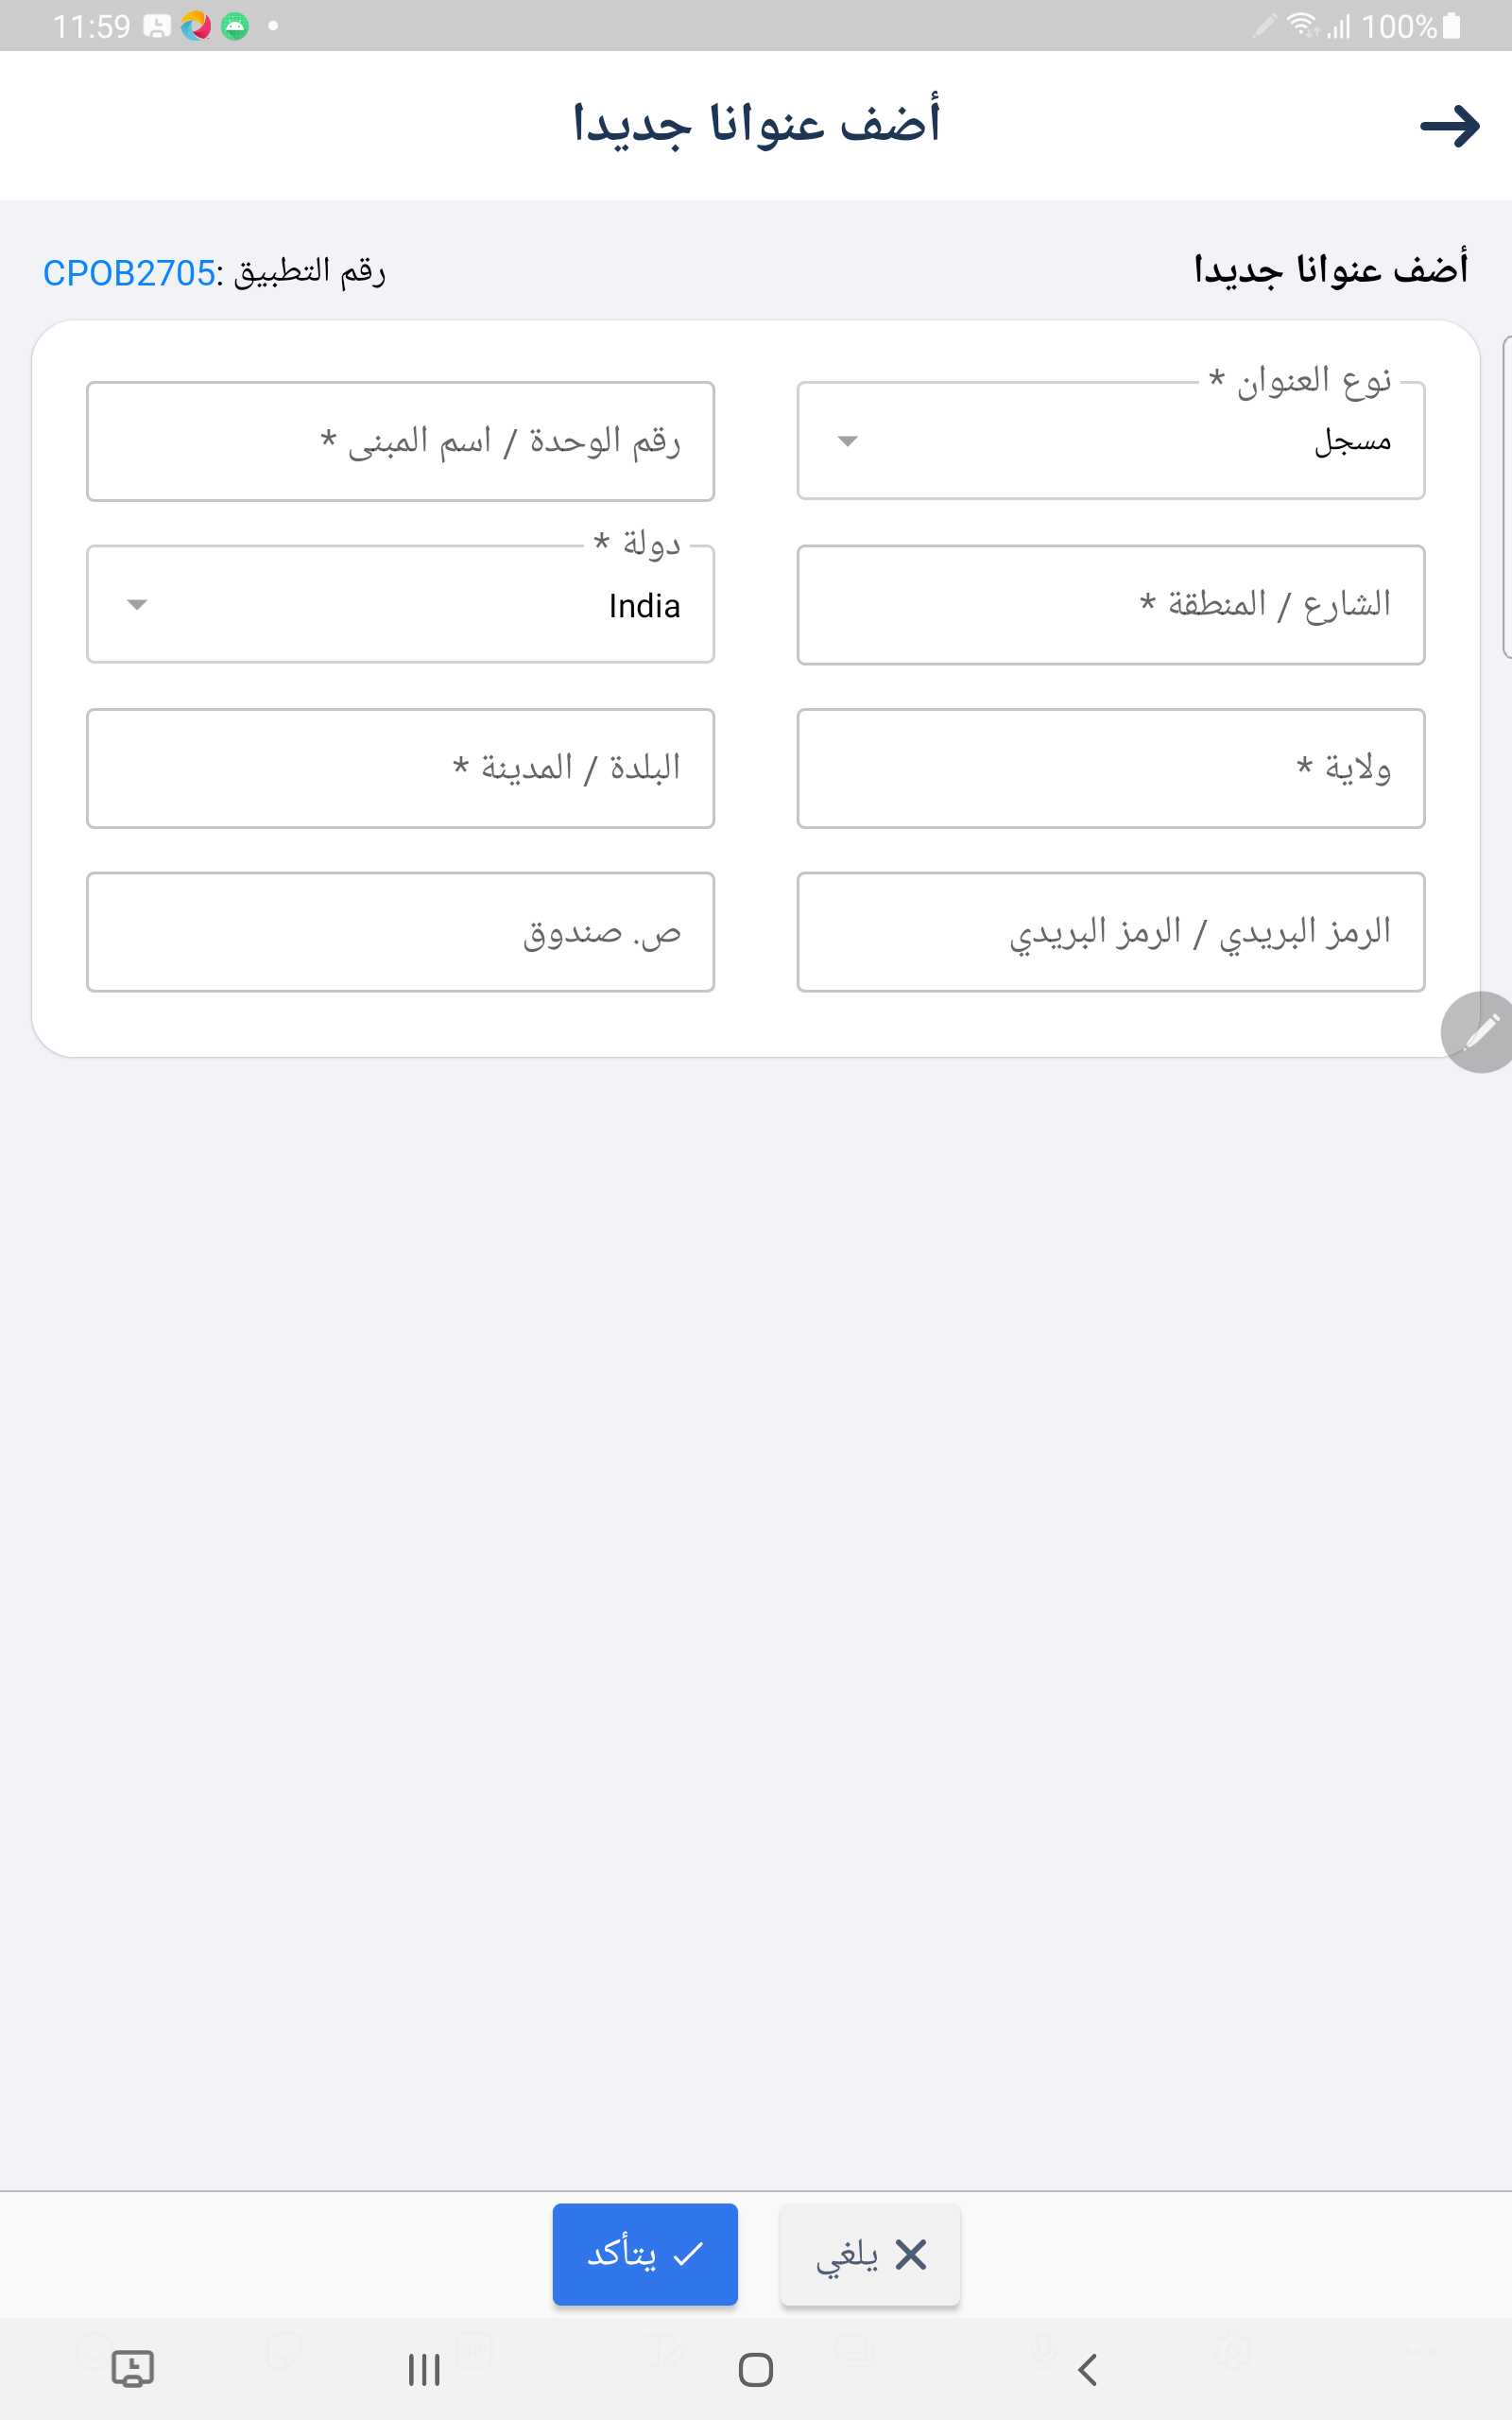 11:59
100%
أضف عنوانا جديدا
أضف عنوانا جديدا
رقم التطبيق :CPOB2705
نوع العنوان *
مسجل
رقم الوحدة / اسم المبنى *
الشارع / المنطقة *
دولة *
India
ولاية *
البلدة / المدينة *
الرمز البريدي / الرمز البريدي
ص. صندوق
يلغي
يتأكد